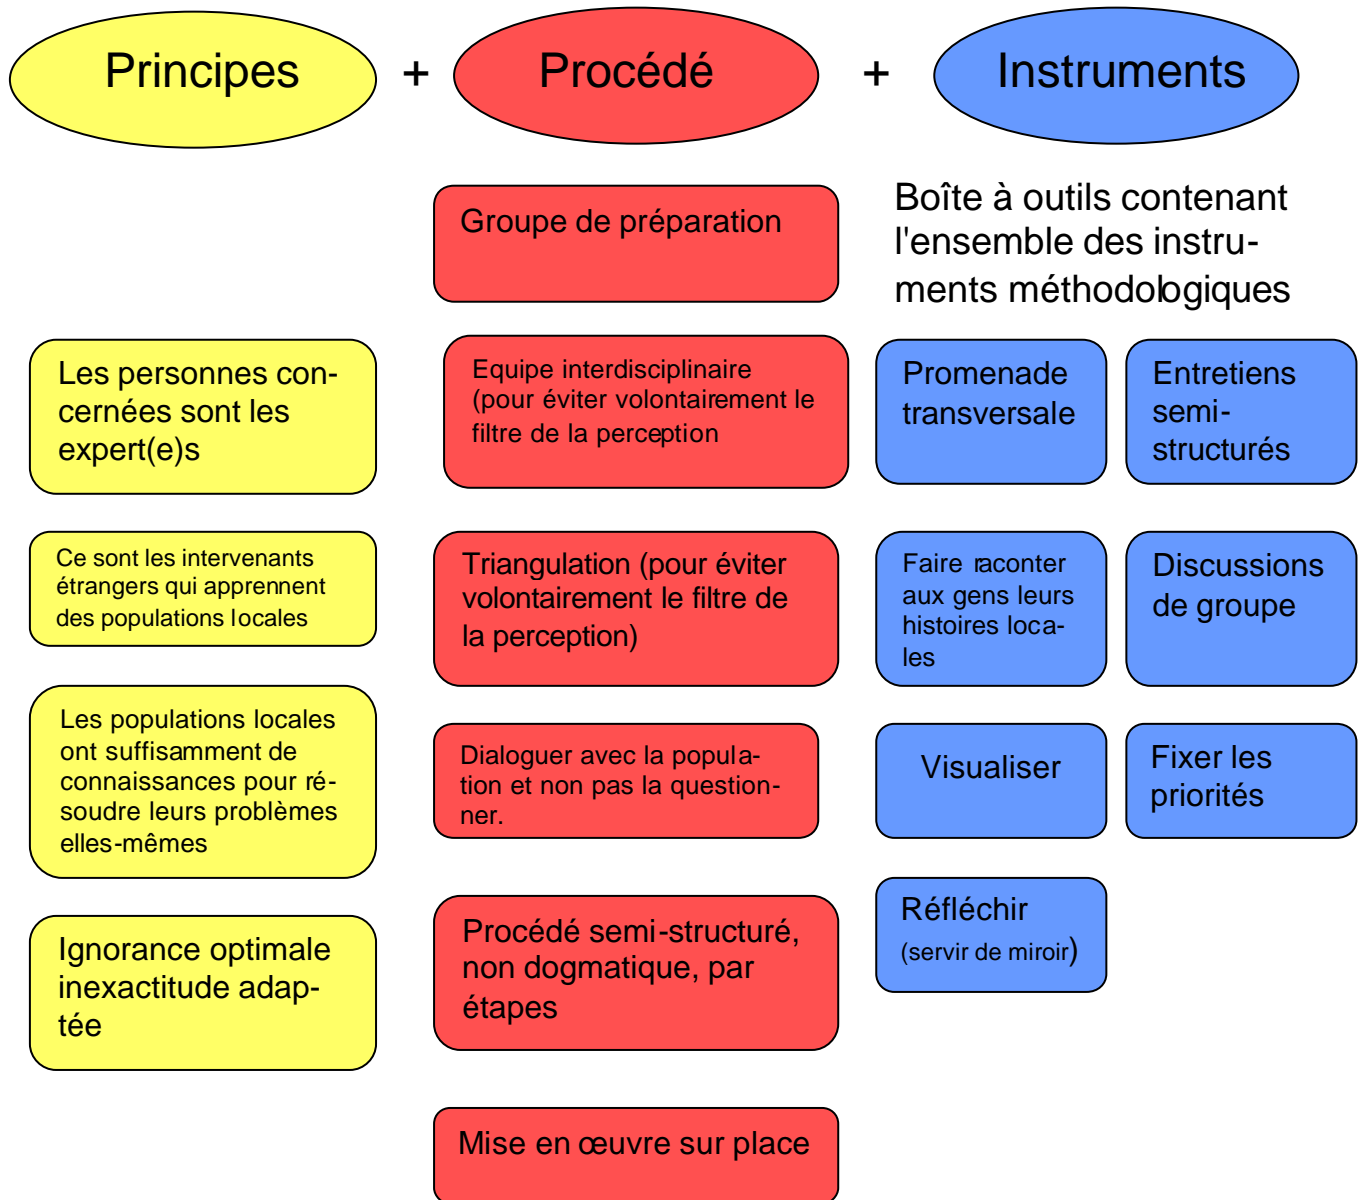 Principes
+
Procédé
+
Instruments
Groupe de préparation
Boîte à outils contenant
l'ensemble des instru-
ments méthodologiques
Les personnes con-
cernées sont les
expert(e)s
Equipe interdisciplinaire
(pour éviter volontairement le
filtre de la perception
Promenade
transversale
Entretiens
semi-
structurés
Ce sont les intervenants
étrangers qui apprennent
des populations locales
Triangulation (pour éviter
volontairement le filtre de
la perception)
Faire raconter
aux gens leurs
histoires loca-
les
Discussions
de groupe
Les populations locales
ont suffisamment de
connaissances pour ré-
soudre leurs problèmes
elles-mêmes
Dialoguer avec la popula-
tion et non pas la question-
ner.
Visualiser
Fixer les
priorités
Ignorance optimale
inexactitude adap-
tée
Procédé semi-structuré,
non dogmatique, par
étapes
Réfléchir
(servir de miroir)
Mise en œuvre sur place